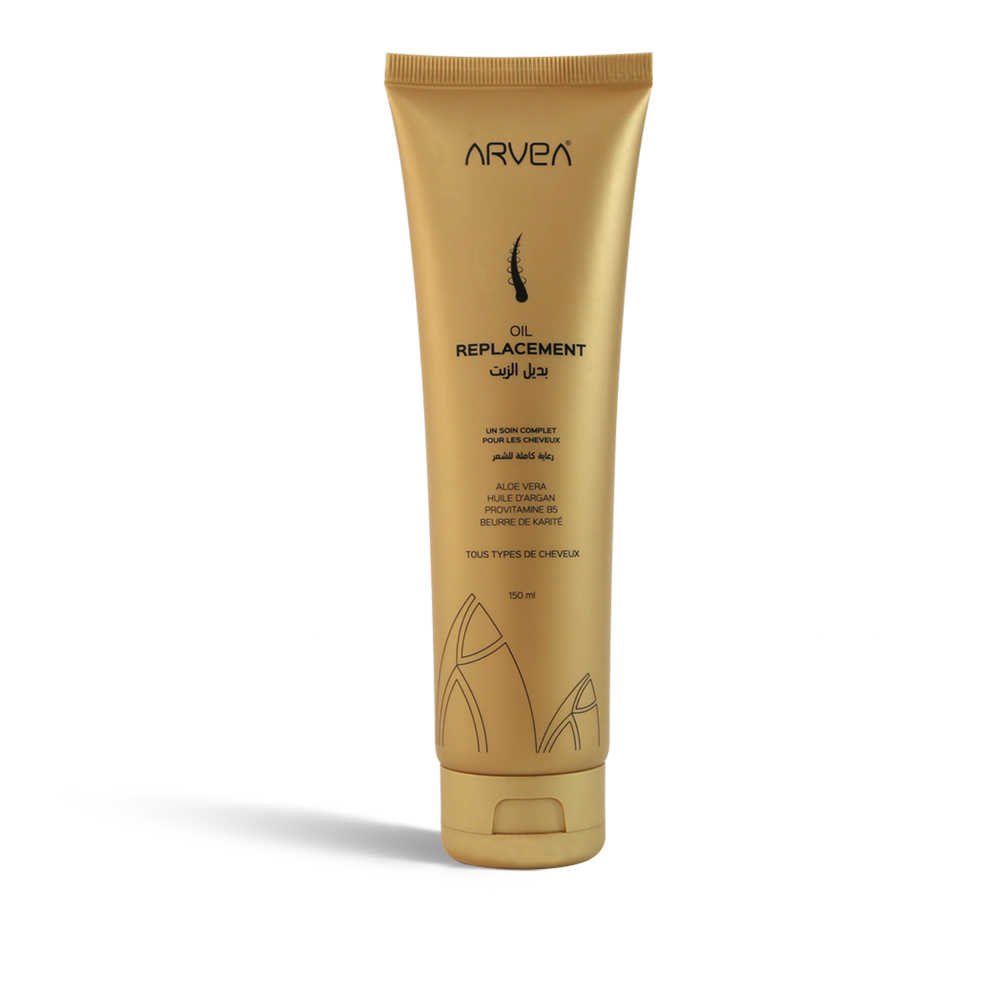 ARVEA®
OIL
REPLACEMENT
بديل الزيت
UN SOIN COMPLET
POUR LES CHEVEUX
رعاية كاملة للشعر
ALOE VERA
HUILE D'ARGAN
PROVITAMINE B5
BEURRE DE KARITÉ
TOUS TYPES DE CHEVEUX
150 ml